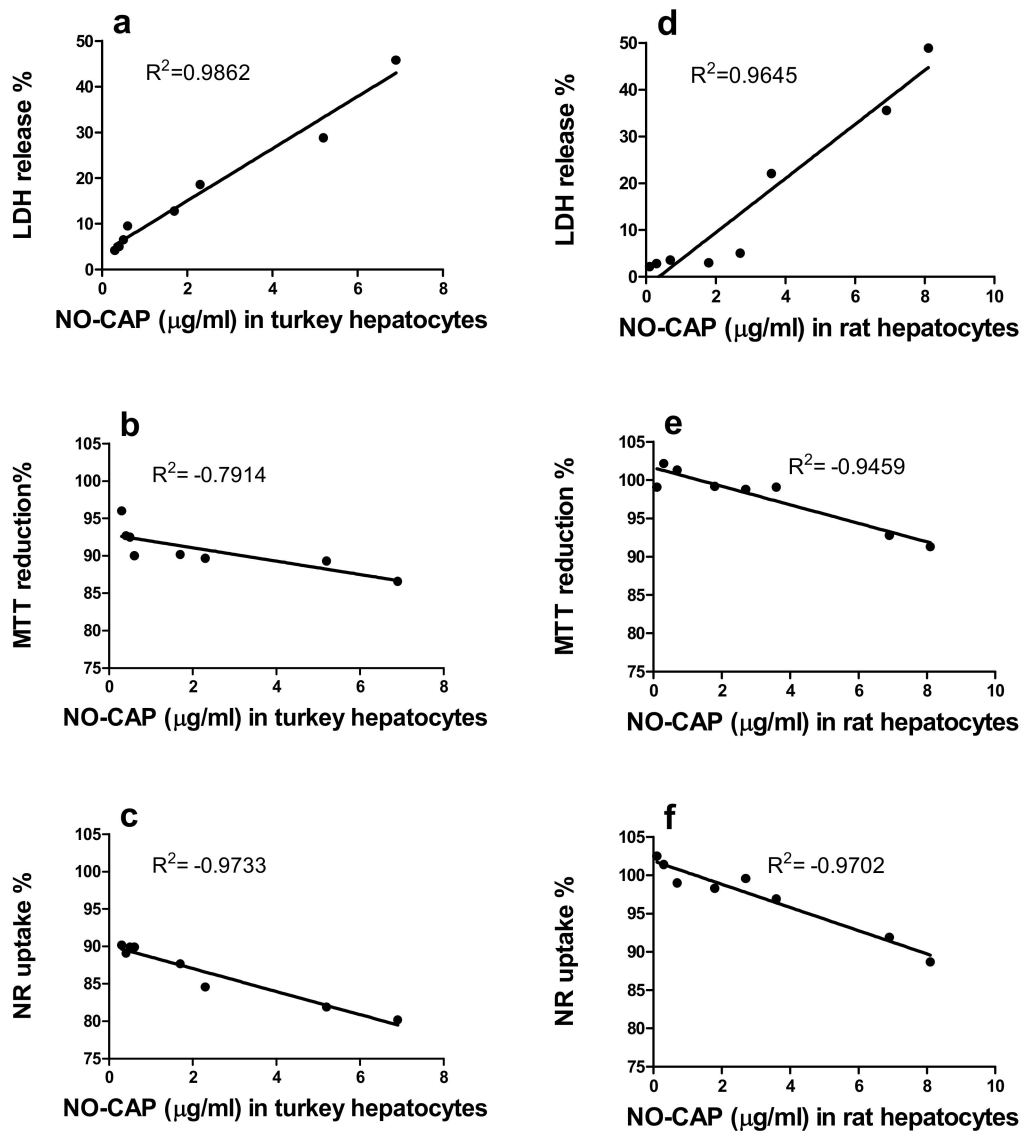 a
R²=0.9862
LDH release %
50
40
30
20
10
0
0 2 4 6 8
NO-CAP (μg/ml) in turkey hepatocytes
d
R²=0.9645
LDH release %
50
40
30
20
10
0
0 2 4 6 8 10
NO-CAP (μg/ml) in rat hepatocytes
b
R²= -0.7914
MTT reduction%
105
100
95
90
85
80
75
0 2 4 6 8
NO-CAP (μg/ml) in turkey hepatocytes
e
R²= -0.9459
MTT reduction %
105
100
95
90
85
80
75
0 2 4 6 8 10
NO-CAP (μg/ml) in rat hepatocytes
c
R²= -0.9733
NR uptake %
105
100
95
90
85
80
75
0 2 4 6 8
NO-CAP (μg/ml) in turkey hepatocytes
f
R²= -0.9702
NR uptake %
105
100
95
90
85
80
75
0 2 4 6 8 10
NO-CAP (μg/ml) in rat hepatocytes